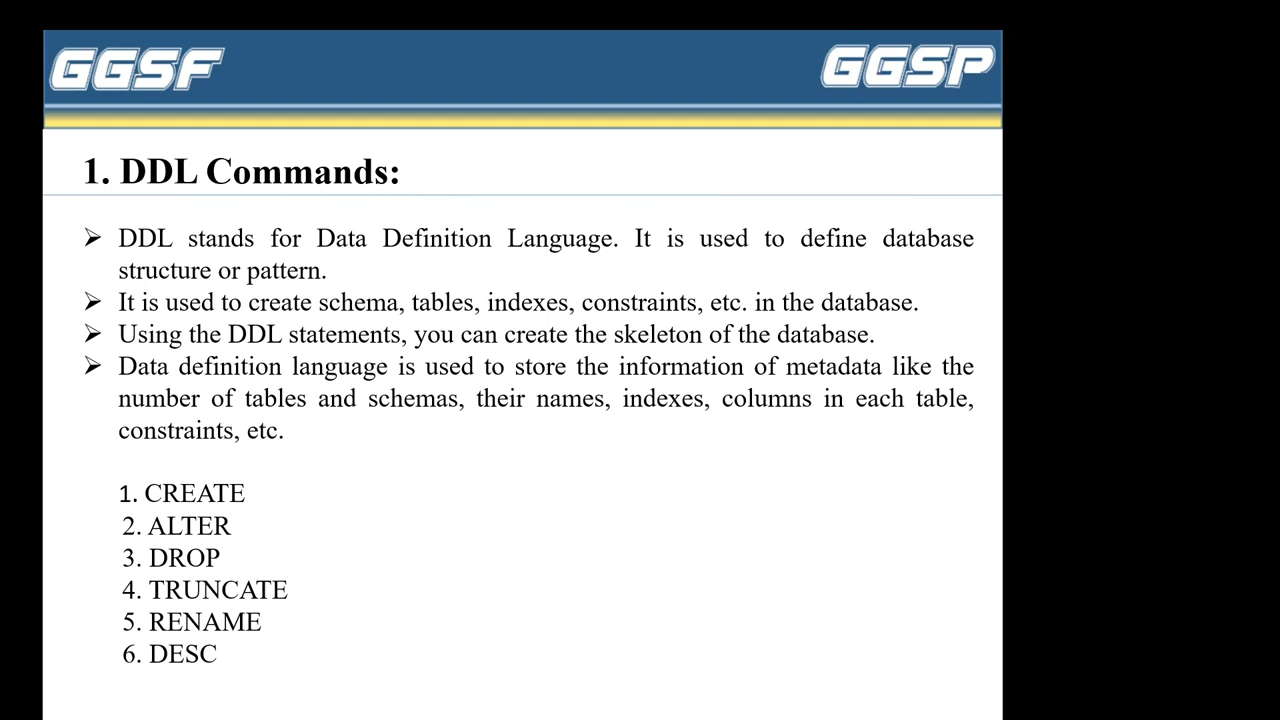 GGSF GGSP
1. DDL Commands:
➢ DDL stands for Data Definition Language. It is used to define database
structure or pattern.
➢ It is used to create schema, tables, indexes, constraints, etc. in the database.
➢ Using the DDL statements, you can create the skeleton of the database.
➢ Data definition language is used to store the information of metadata like the
number of tables and schemas, their names, indexes, columns in each table,
constraints, etc.
1. CREATE
2. ALTER
3. DROP
4. TRUNCATE
5. RENAME
6. DESC